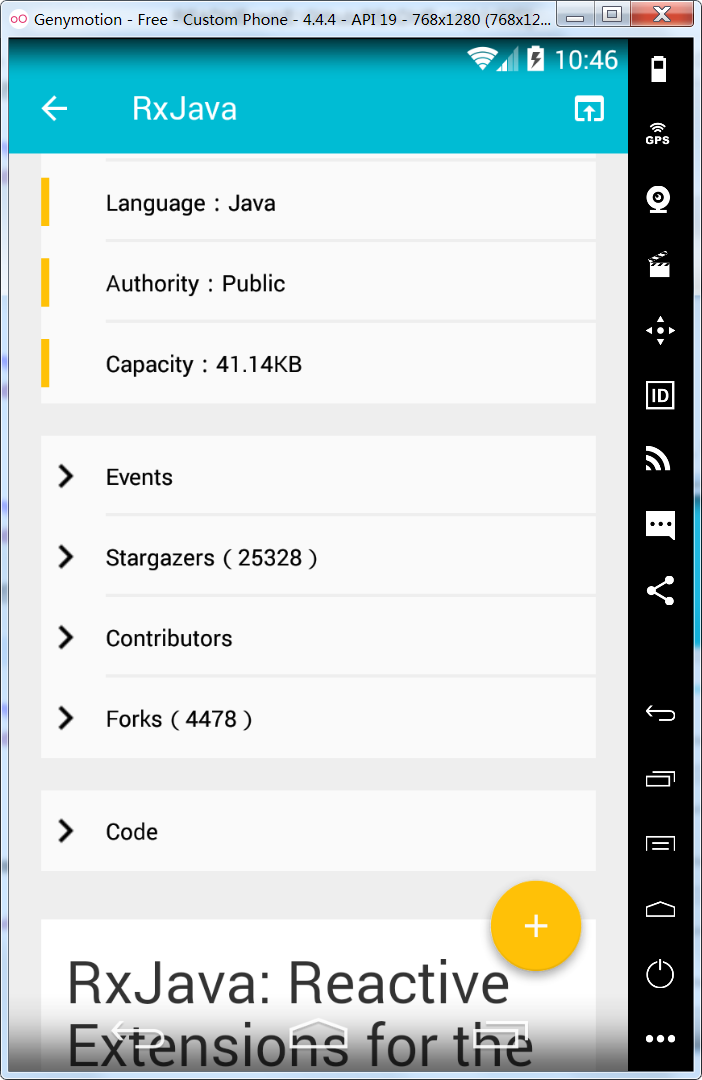 Genymotion - Free - Custom Phone - 4.4.4 - API 19 - 768x1280 (768x12...
10:46
RxJava
GPS
Language : Java
Authority : Public
Capacity : 41.14KB
ID
Events
Stargazers ( 25328 )
Contributors
Forks ( 4478 )
Code
RxJava: Reactive
Extensions for the